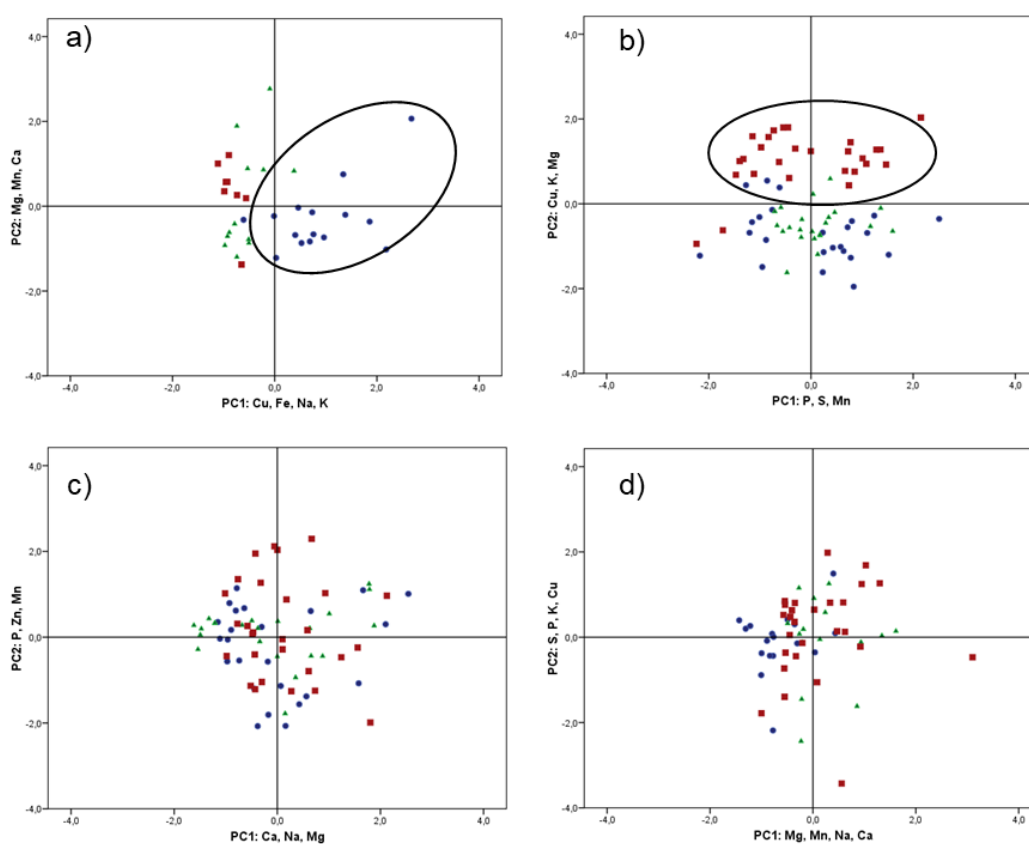 a)
4,0
2,0
0,0
-2,0
-4,0
PC2: Mg, Mn, Ca
-4,0 -2,0 0,0 2,0 4,0
PC1: Cu, Fe, Na, K
b)
4,0
2,0
0,0
-2,0
-4,0
PC2: Cu, K, Mg
-4,0 -2,0 0,0 2,0 4,0
PC1: P, S, Mn
c)
4,0
2,0
0,0
-2,0
-4,0
PC2: P, Zn, Mn
-4,0 -2,0 0,0 2,0 4,0
PC1: Ca, Na, Mg
d)
4,0
2,0
0,0
-2,0
-4,0
PC2: S, P, K, Cu
-4,0 -2,0 0,0 2,0 4,0
PC1: Mg, Mn, Na, Ca